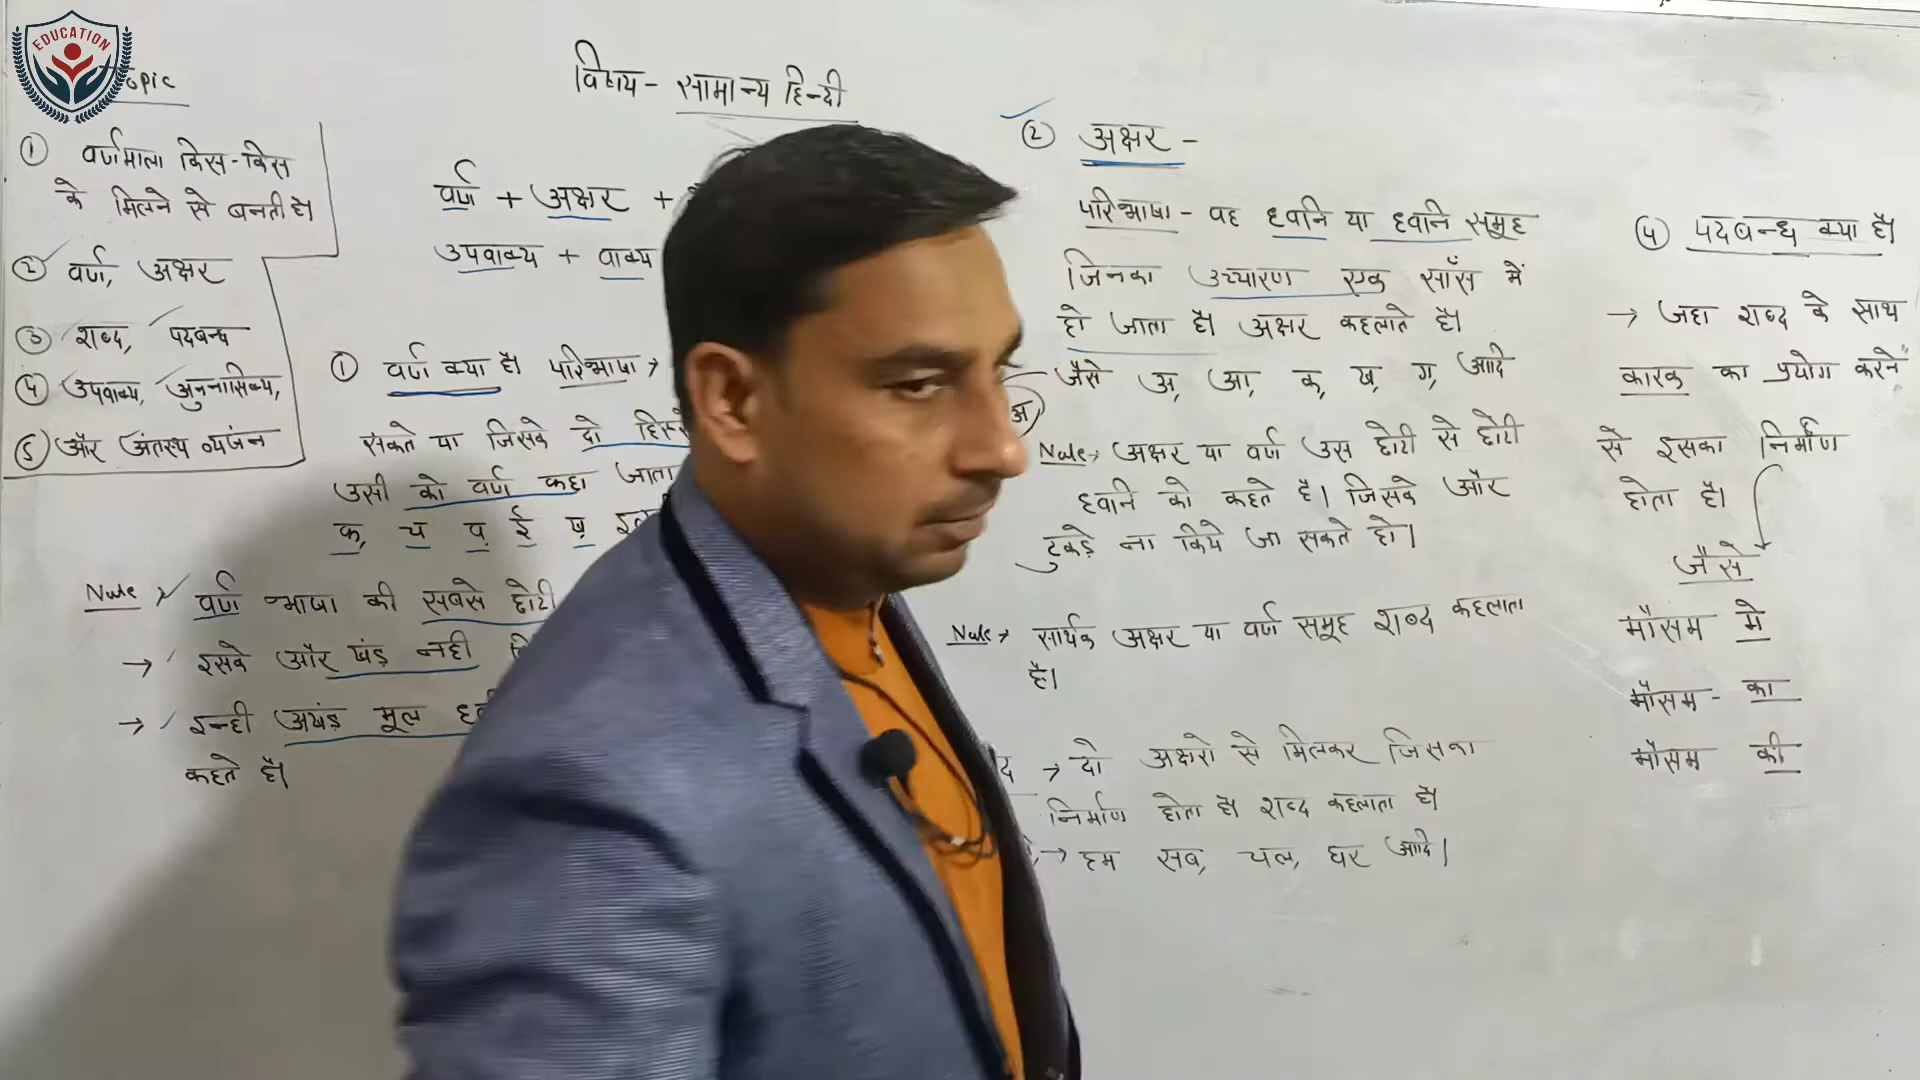 EDUCATION
Topic
① वर्णमाला किस-किस
के मिलने से बनती है।
② वर्ण, अक्षर
③ शब्द, पदबन्ध
④ उपवाक्य, अनुनासिक्य,
⑤ और अंतस्थ व्यजंन
विषय - सामान्य हिन्दी
वर्ण + अक्षर +
उपवाक्य + वाक्य
① वर्ण क्या है। परिभाषा →
सकते या जिसके दो
उसी को वर्ण कहा जाता
क, च ई
Note → वर्ण भाषा की सबसे छोटी
→ इसके और खंड नही
→ इन्ही अखंड मूल
कहते है।
② अक्षर -
परिभाषा - वह ध्वनि या ध्वनि समूह
जिनका उच्चारण एक साँस में
हो जाता है। अक्षर कहलाते है।
जैसे अ, आ, क, ख, ग, आदि
अ
Note → अक्षर या वर्ण उस छोटी से छोटी
ध्वनि को कहते है। जिसके और
टुकड़े ना किये जा सकते हो।
Note → सार्थक अक्षर या वर्ण समूह शब्द कहलाता
है।
→ दो अक्षरो से मिलकर जिसका
निर्माण होता है। शब्द कहलाता है।
→ हम सब, चल, घर आदि।
④ पदबन्ध क्या है।
→ जहा शब्द के साथ
कारक का प्रयोग करने
से इसका निर्माण
होता है।
जैसे
मौसम मे
मौसम - का
मौसम की